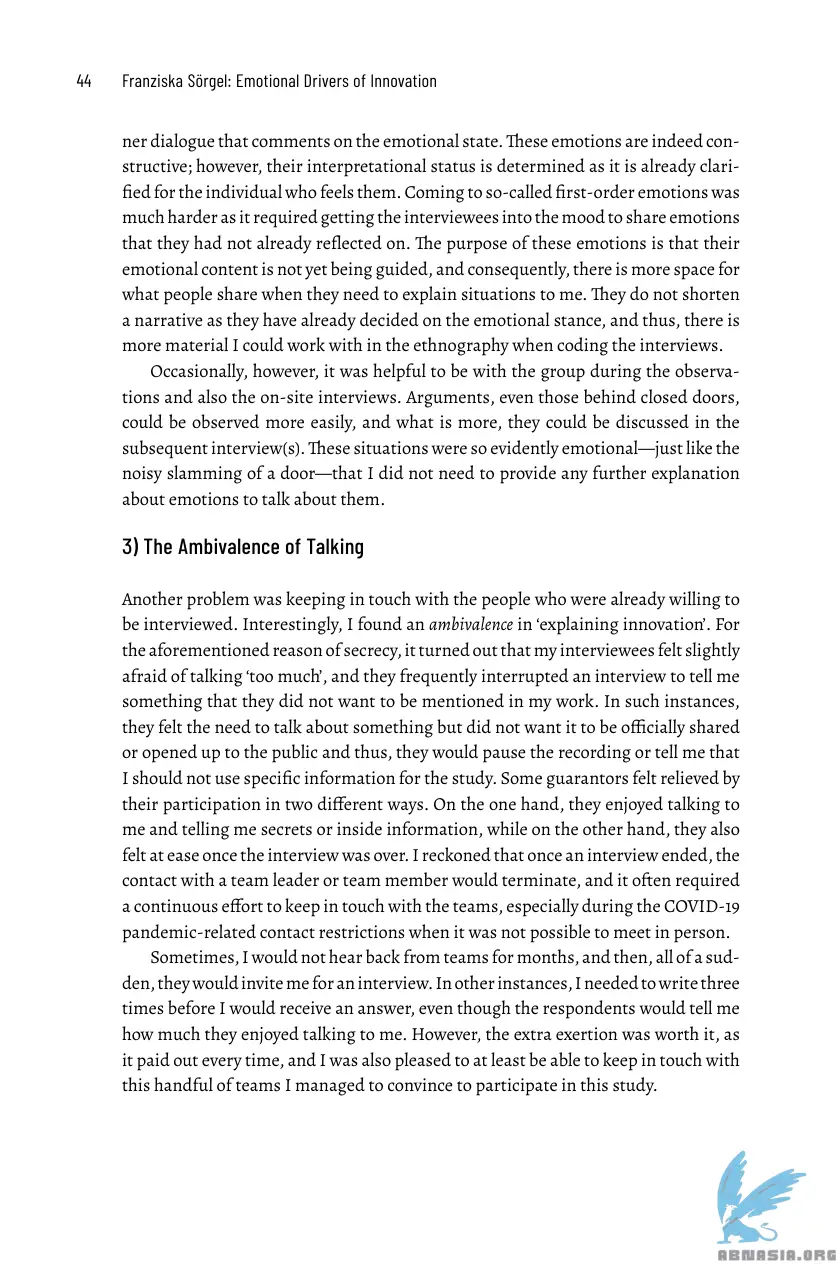 44 Franziska Sörgel: Emotional Drivers of Innovation
ner dialogue that comments on the emotional state. These emotions are indeed con-
structive; however, their interpretational status is determined as it is already clari-
fied for the individual who feels them. Coming to so-called first-order emotions was
much harder as it required getting the interviewees into the mood to share emotions
that they had not already reflected on. The purpose of these emotions is that their
emotional content is not yet being guided, and consequently, there is more space for
what people share when they need to explain situations to me. They do not shorten
a narrative as they have already decided on the emotional stance, and thus, there is
more material I could work with in the ethnography when coding the interviews.
Occasionally, however, it was helpful to be with the group during the observa-
tions and also the on-site interviews. Arguments, even those behind closed doors,
could be observed more easily, and what is more, they could be discussed in the
subsequent interview(s). These situations were so evidently emotional—just like the
noisy slamming of a door—that I did not need to provide any further explanation
about emotions to talk about them.
3) The Ambivalence of Talking
Another problem was keeping in touch with the people who were already willing to
be interviewed. Interestingly, I found an ambivalence in ‘explaining innovation’. For
the aforementioned reason of secrecy, it turned out that my interviewees felt slightly
afraid of talking ‘too much’, and they frequently interrupted an interview to tell me
something that they did not want to be mentioned in my work. In such instances,
they felt the need to talk about something but did not want it to be officially shared
or opened up to the public and thus, they would pause the recording or tell me that
I should not use specific information for the study. Some guarantors felt relieved by
their participation in two different ways. On the one hand, they enjoyed talking to
me and telling me secrets or inside information, while on the other hand, they also
felt at ease once the interview was over. I reckoned that once an interview ended, the
contact with a team leader or team member would terminate, and it often required
a continuous effort to keep in touch with the teams, especially during the COVID-19
pandemic-related contact restrictions when it was not possible to meet in person.
Sometimes, I would not hear back from teams for months, and then, all of a sud-
den, they would invite me for an interview. In other instances, I needed to write three
times before I would receive an answer, even though the respondents would tell me
how much they enjoyed talking to me. However, the extra exertion was worth it, as
it paid out every time, and I was also pleased to at least be able to keep in touch with
this handful of teams I managed to convince to participate in this study.
ABNASIA.ORG